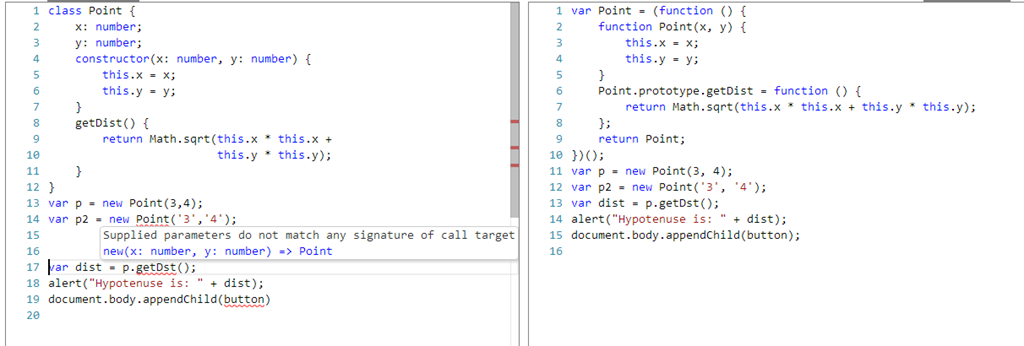 1 class Point {
2 x: number;
3 y: number;
4 constructor(x: number, y: number) {
5 this.x = x;
6 this.y = y;
7 }
8 getDist() {
9 return Math.sqrt(this.x * this.x +
10 this.y * this.y);
11 }
12 }
13 var p = new Point(3,4);
14 var p2 = new Point('3','4');
15 Supplied parameters do not match any signature of call target
16 new(x: number, y: number) => Point
17 var dist = p.getDst();
18 alert("Hypotenuse is: " + dist);
19 document.body.appendChild(button)
20
1 var Point = (function () {
2 function Point(x, y) {
3 this.x = x;
4 this.y = y;
5 }
6 Point.prototype.getDist = function () {
7 return Math.sqrt(this.x * this.x + this.y * this.y);
8 };
9 return Point;
10 })();
11 var p = new Point(3, 4);
12 var p2 = new Point('3', '4');
13 var dist = p.getDst();
14 alert("Hypotenuse is: " + dist);
15 document.body.appendChild(button);
16